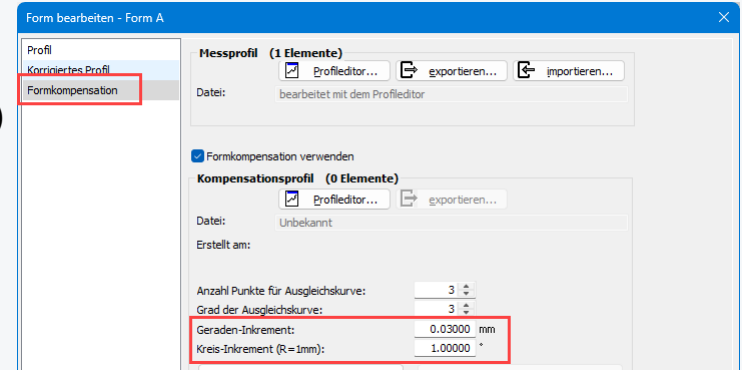 Form bearbeiten - Form A
Profil
Korrigiertes Profil
Formkompensation
Messprofil (1 Elemente)
Profileditor... exportieren... importieren...
Datei: bearbeitet mit dem Profileditor
Formkompensation verwenden
Kompensationsprofil (0 Elemente)
Profileditor... exportieren...
Datei: Unbekannt
Erstellt am:
Anzahl Punkte für Ausgleichskurve: 3
Grad der Ausgleichskurve: 3
Geraden-Inkrement: 0.03000 mm
Kreis-Inkrement (R=1mm): 1.00000 °